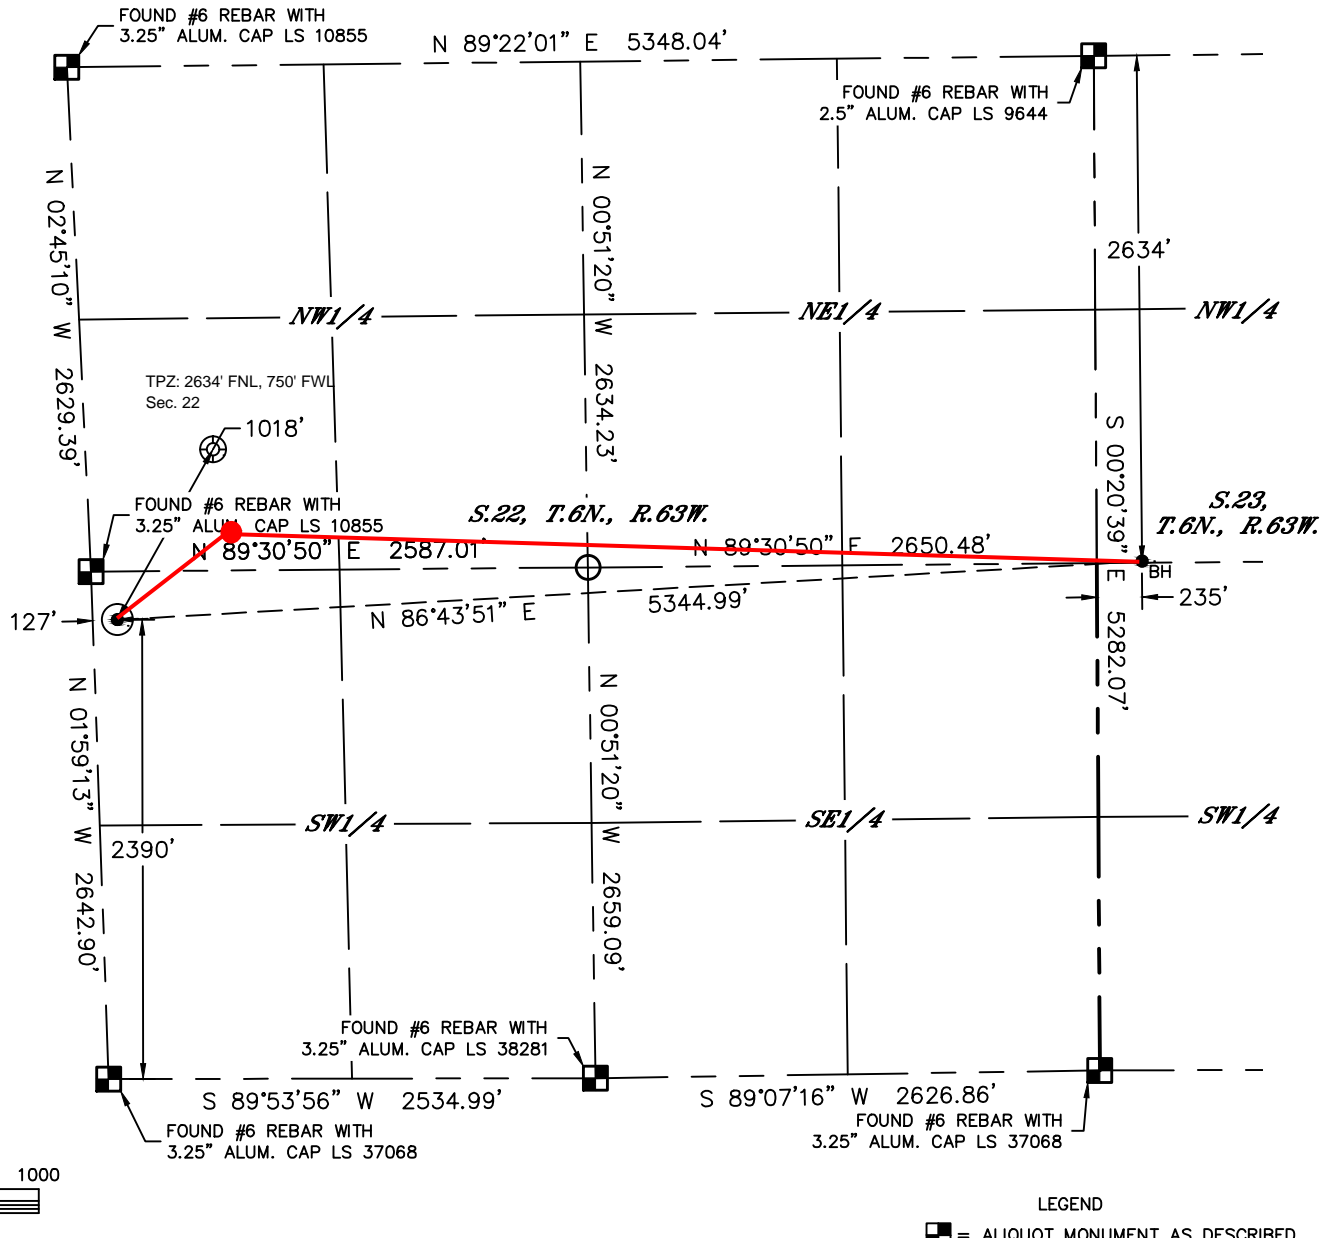 FOUND #6 REBAR WITH
3.25" ALUM. CAP LS 10855
N 89°22'01" E 5348.04'
FOUND #6 REBAR WITH
2.5" ALUM. CAP LS 9644
N 02°45'10" W 2629.39'
N 00°51'20" W 2634.23'
2634'
NW1/4
NE1/4
NW1/4
TPZ: 2634' FNL, 750' FWL
Sec. 22
1018'
S 00°20'39" E 5282.07'
FOUND #6 REBAR WITH
3.25" ALUM. CAP LS 10855
S.22, T.6N., R.63W.
S.23,
T.6N., R.63W.
N 89°30'50" E 2587.01'
N 89°30'50" E 2650.48'
BH
127'
N 86°43'51" E 5344.99'
235'
N 01°59'13" W 2642.90'
N 00°51'20" W 2659.09'
SW1/4
SE1/4
SW1/4
2390'
FOUND #6 REBAR WITH
3.25" ALUM. CAP LS 38281
S 89°53'56" W 2534.99'
S 89°07'16" W 2626.86'
FOUND #6 REBAR WITH
3.25" ALUM. CAP LS 37068
FOUND #6 REBAR WITH
3.25" ALUM. CAP LS 37068
1000
LEGEND
= ALIQUOT MONUMENT AS DESCRIBED